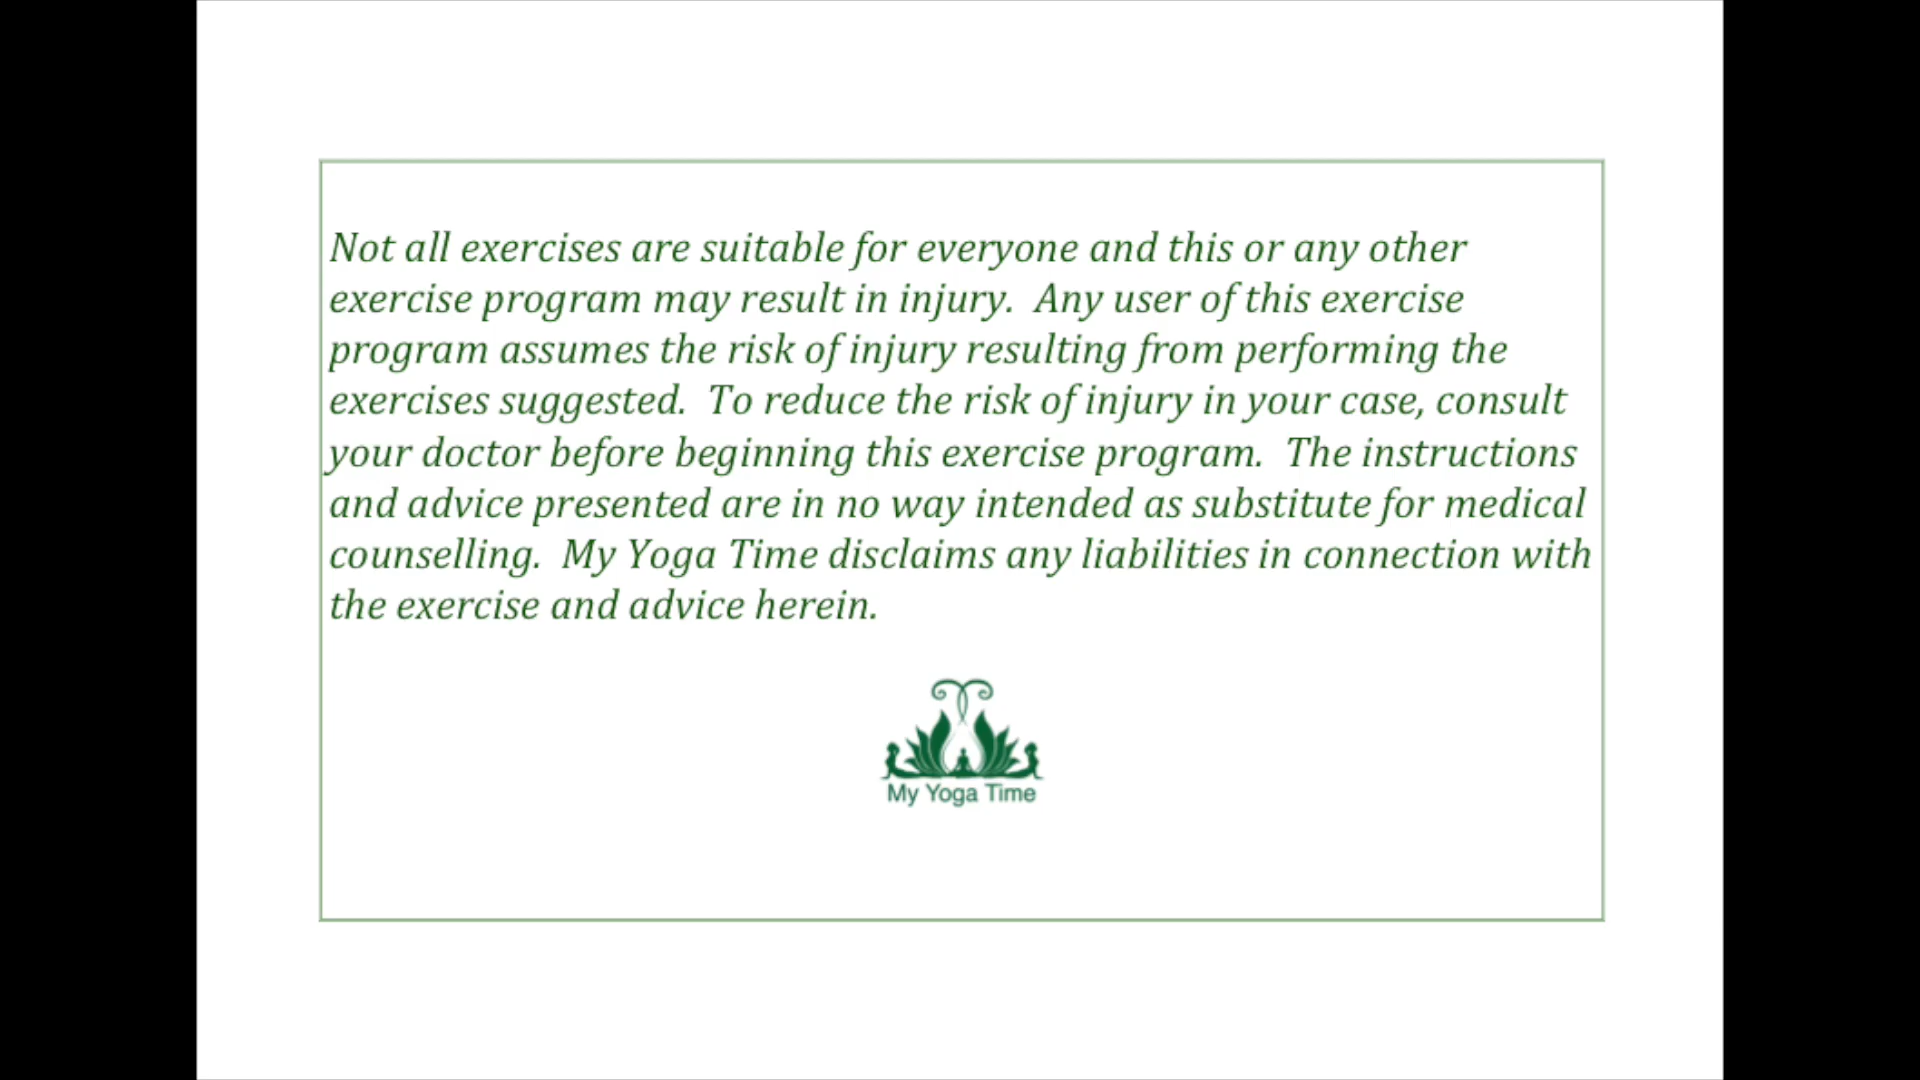 Not all exercises are suitable for everyone and this or any other
exercise program may result in injury.  Any user of this exercise
program assumes the risk of injury resulting from performing the
exercises suggested.  To reduce the risk of injury in your case, consult
your doctor before beginning this exercise program.  The instructions
and advice presented are in no way intended as substitute for medical
counselling.  My Yoga Time disclaims any liabilities in connection with
the exercise and advice herein.
My Yoga Time